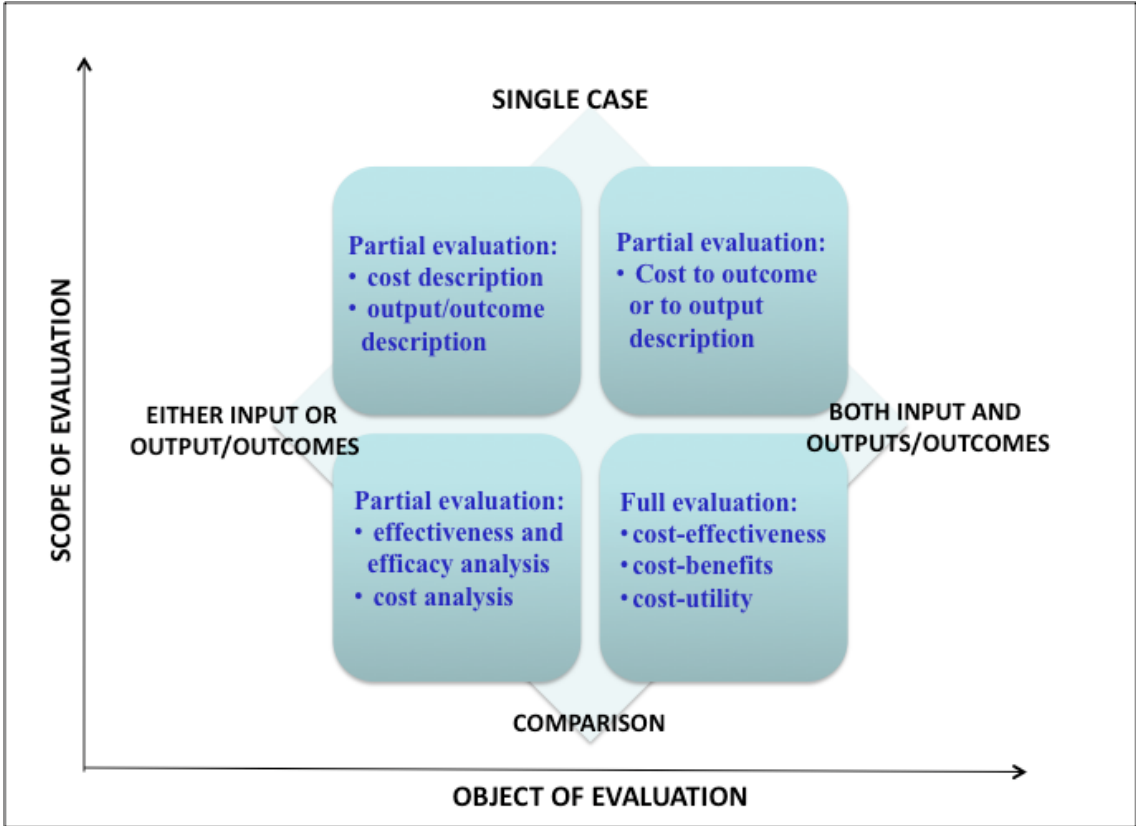 SINGLE CASE
Partial evaluation:
• cost description
• output/outcome
description
Partial evaluation:
• Cost to outcome
or to output
description
SCOPE OF EVALUATION
EITHER INPUT OR
OUTPUT/OUTCOMES
BOTH INPUT AND
OUTPUTS/OUTCOMES
Partial evaluation:
• effectiveness and
efficacy analysis
• cost analysis
Full evaluation:
• cost-effectiveness
• cost-benefits
• cost-utility
COMPARISON
OBJECT OF EVALUATION